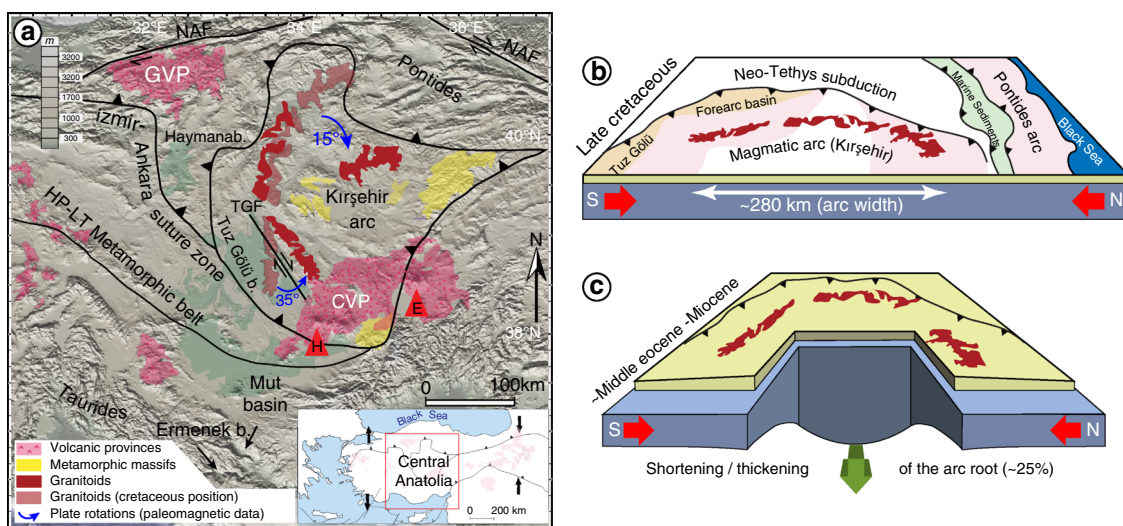 a
32°E
34°E
36°E
NAF
NAF
m
3200
3200
1700
1000
300
GVP
Pontides
izmir-
Ankara
suture zone
Haymanab.
40°N
15°
Kırşehir
arc
HP-LT Metamorphic belt
TGF
Tuz Gölü b.
N
35°
CVP
E
H
38°N
0 100km
Mut
basin
Taurides
Ermenek b.
Volcanic provinces
Metamorphic massifs
Granitoids
Granitoids (cretaceous position)
Plate rotations (paleomagnetic data)
Black Sea
Central
Anatolia
0 200 km
b
Late cretaceous
Neo-Tethys subduction
Forearc basin
Tuz Gölü
Magmatic arc (Kırşehir)
Marine Sediments
Pontides arc
Black Sea
S
~280 km (arc width)
N
c
~Middle eocene -Miocene
S
N
Shortening / thickening of the arc root (~25%)